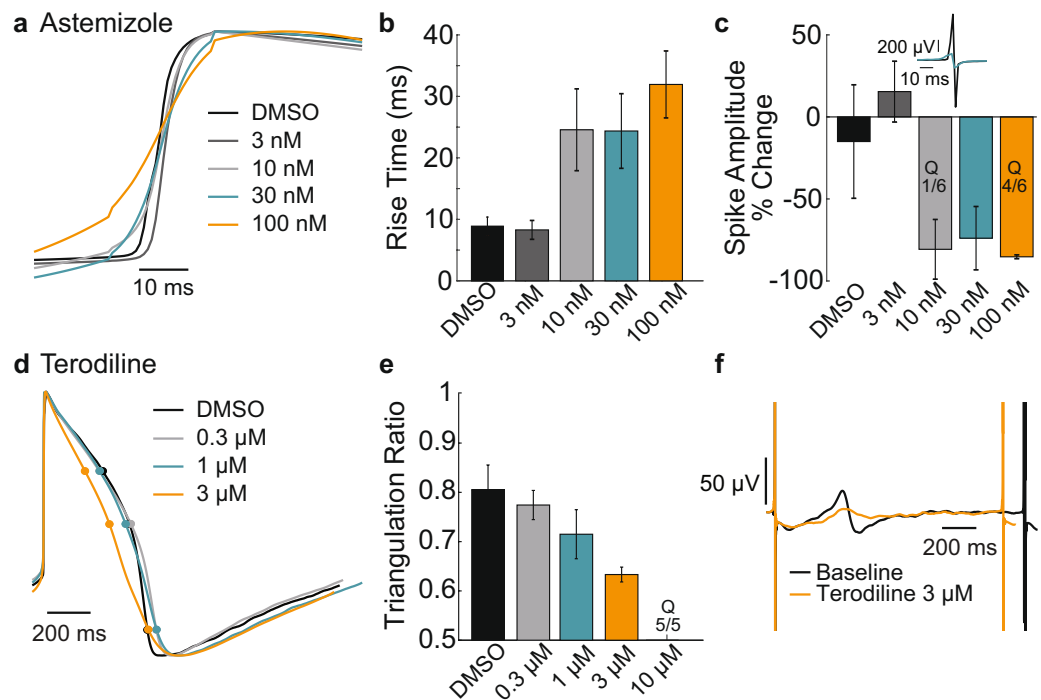 a Astemizole
DMSO
3 nM
10 nM
30 nM
100 nM
10 ms
b
Rise Time (ms)
40
30
20
10
0
DMSO
3 nM
10 nM
30 nM
100 nM
c
Spike Amplitude
% Change
50
0
-50
-100
200 µV
10 ms
Q
1/6
Q
4/6
DMSO
3 nM
10 nM
30 nM
100 nM
d Terodiline
DMSO
0.3 µM
1 µM
3 µM
200 ms
e
Triangulation Ratio
1
0.9
0.8
0.7
0.6
0.5
Q
5/5
DMSO
0.3 µM
1 µM
3 µM
10 µM
f
50 µV
200 ms
Baseline
Terodiline 3 µM